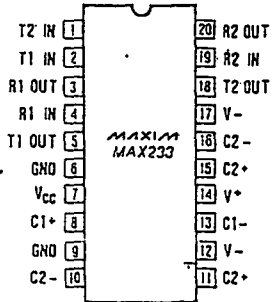 T2 IN 1 20 R2 OUT
T1 IN 2 19 R2 IN
R1 OUT 3 18 T2 OUT
R1 IN 4 17 V-
T1 OUT 5 MAXIM 16 C2-
MAX233
GND 6 15 C2+
VCC 7 14 V+
C1+ 8 13 C1-
GND 9 12 V-
C2- 10 11 C2+